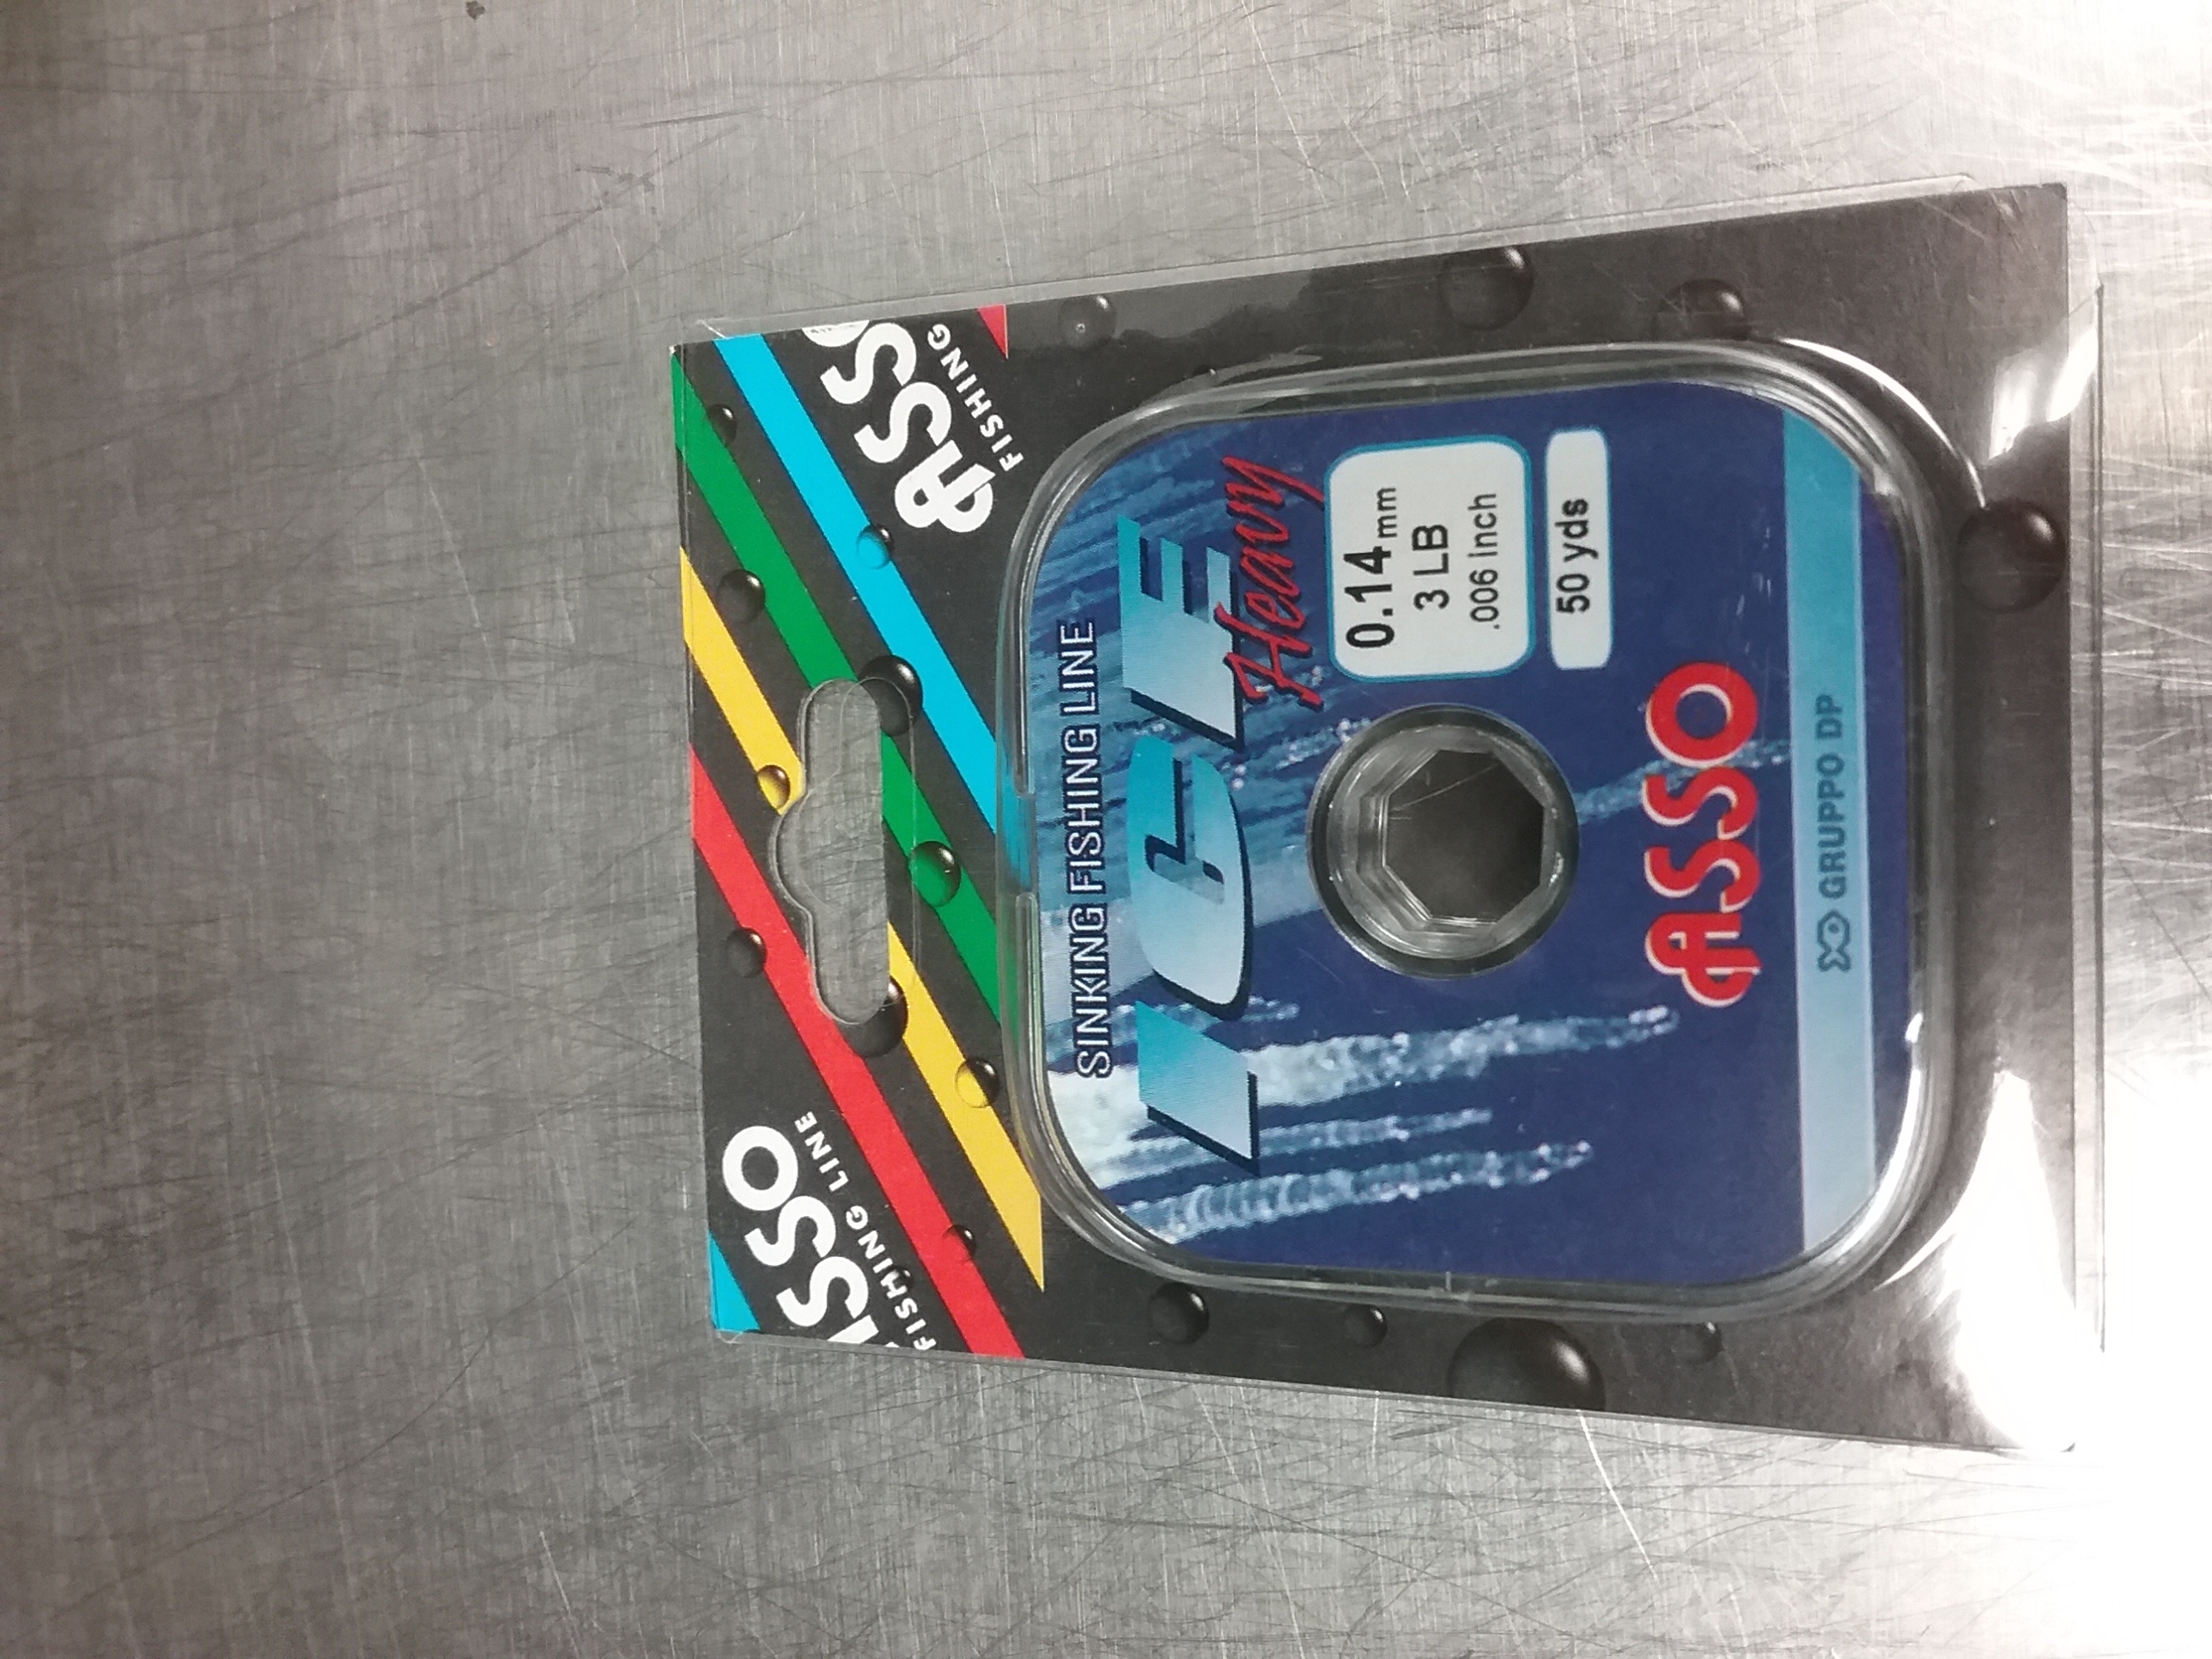 ASSO
FISHING LINE
ASSO
FISHING
SINKING FISHING LINE
ICE
Heavy
0.14mm
3 LB
.006 inch
50 yds
ASSO
GRUPPO DP